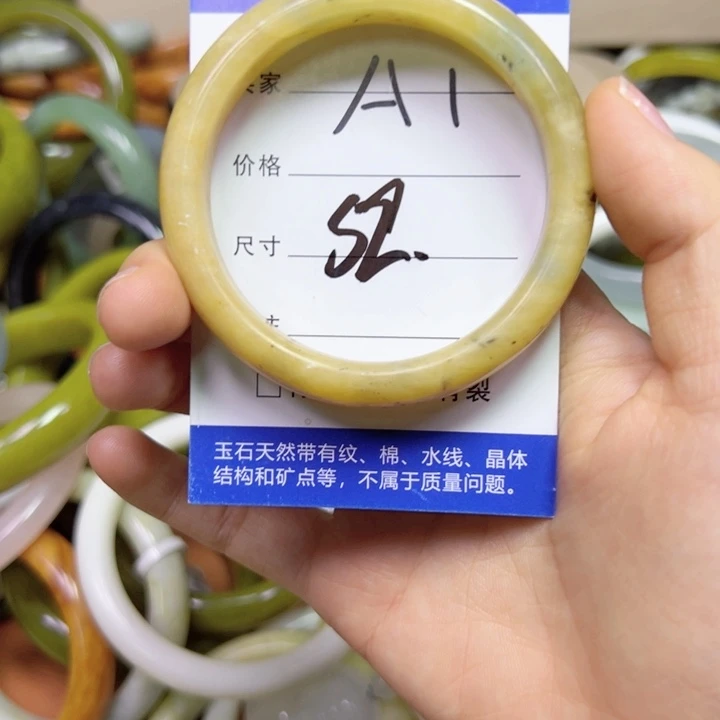 家 A1
价格
尺寸 52.
玉石天然带有纹、棉、水线、晶体
结构和矿点等，不属于质量问题。